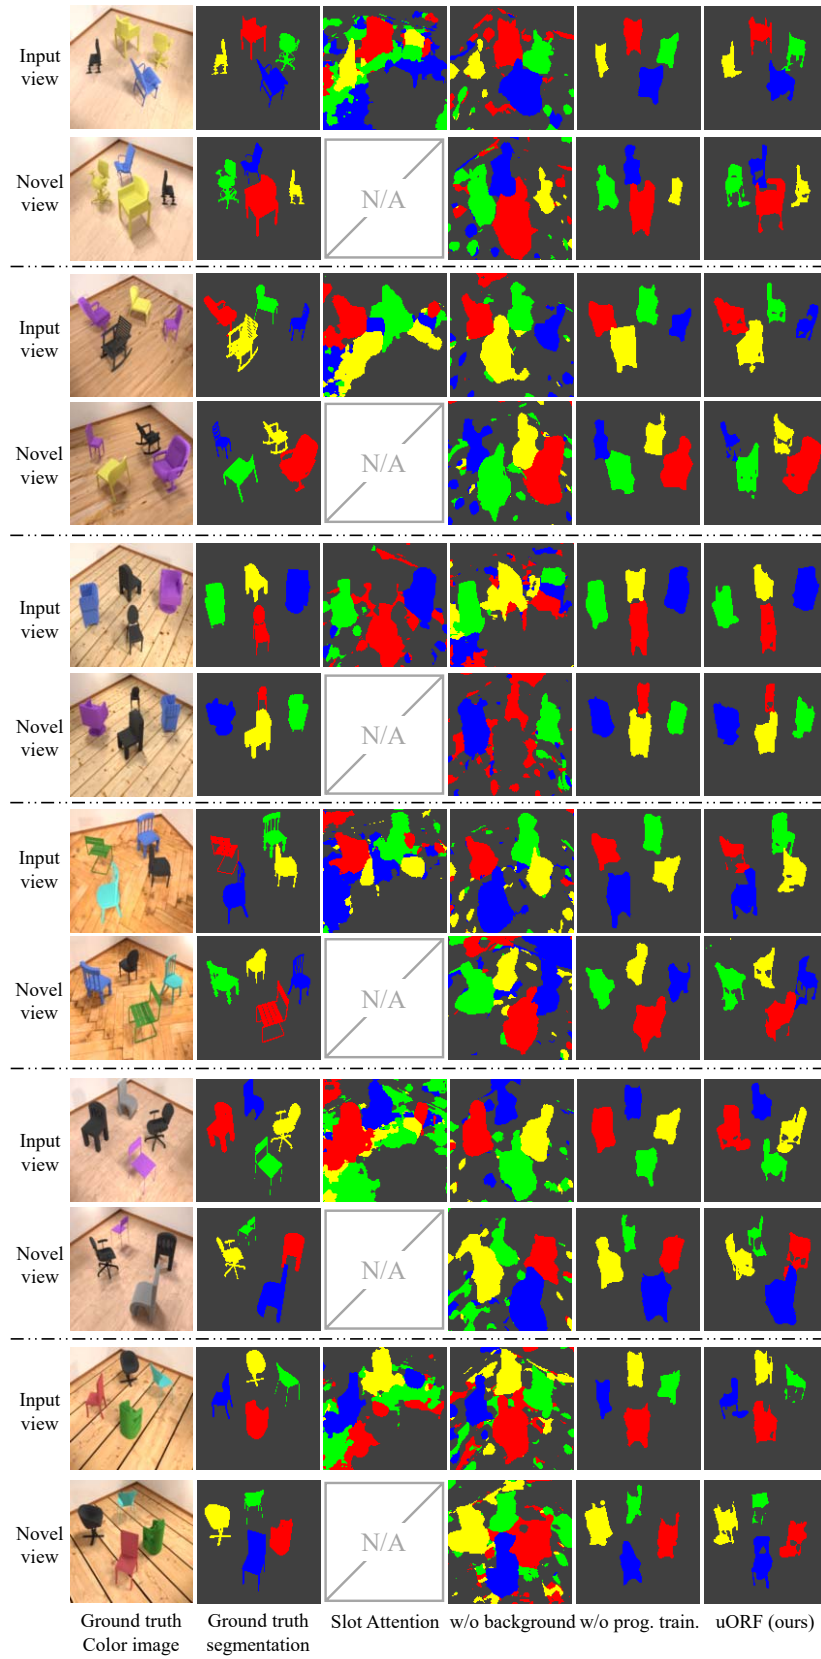 Input
view
Novel
view
N/A
Input
view
Novel
view
N/A
Input
view
Novel
view
N/A
Input
view
Novel
view
N/A
Input
view
Novel
view
N/A
Input
view
Novel
view
N/A
Ground truth
Color image
Ground truth
segmentation
Slot Attention
w/o background
w/o prog. train.
uORF (ours)